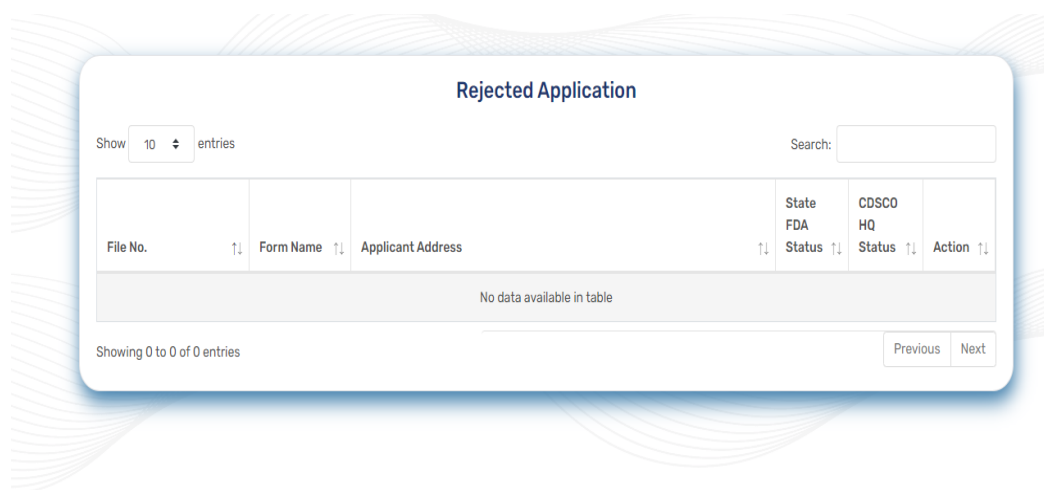 Rejected Application
Show 10 entries
Search:
File No.
Form Name
Applicant Address
State
FDA
Status
CDSCO
HQ
Status
Action
No data available in table
Showing 0 to 0 of 0 entries
Previous
Next